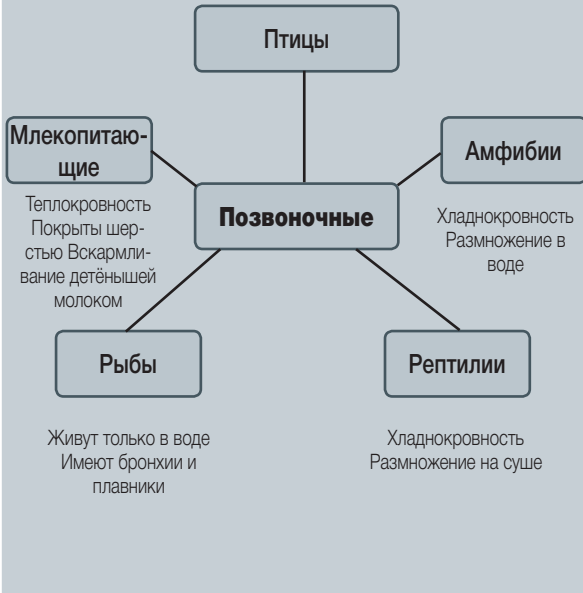 Птицы
Млекопитаю-
щие
Теплокровность
Покрыты шер-
стью Вскармли-
вание детёнышей
молоком
Позвоночные
Амфибии
Хладнокровность
Размножение в
воде
Рыбы
Живут только в воде
Имеют бронхии и
плавники
Рептилии
Хладнокровность
Размножение на суше